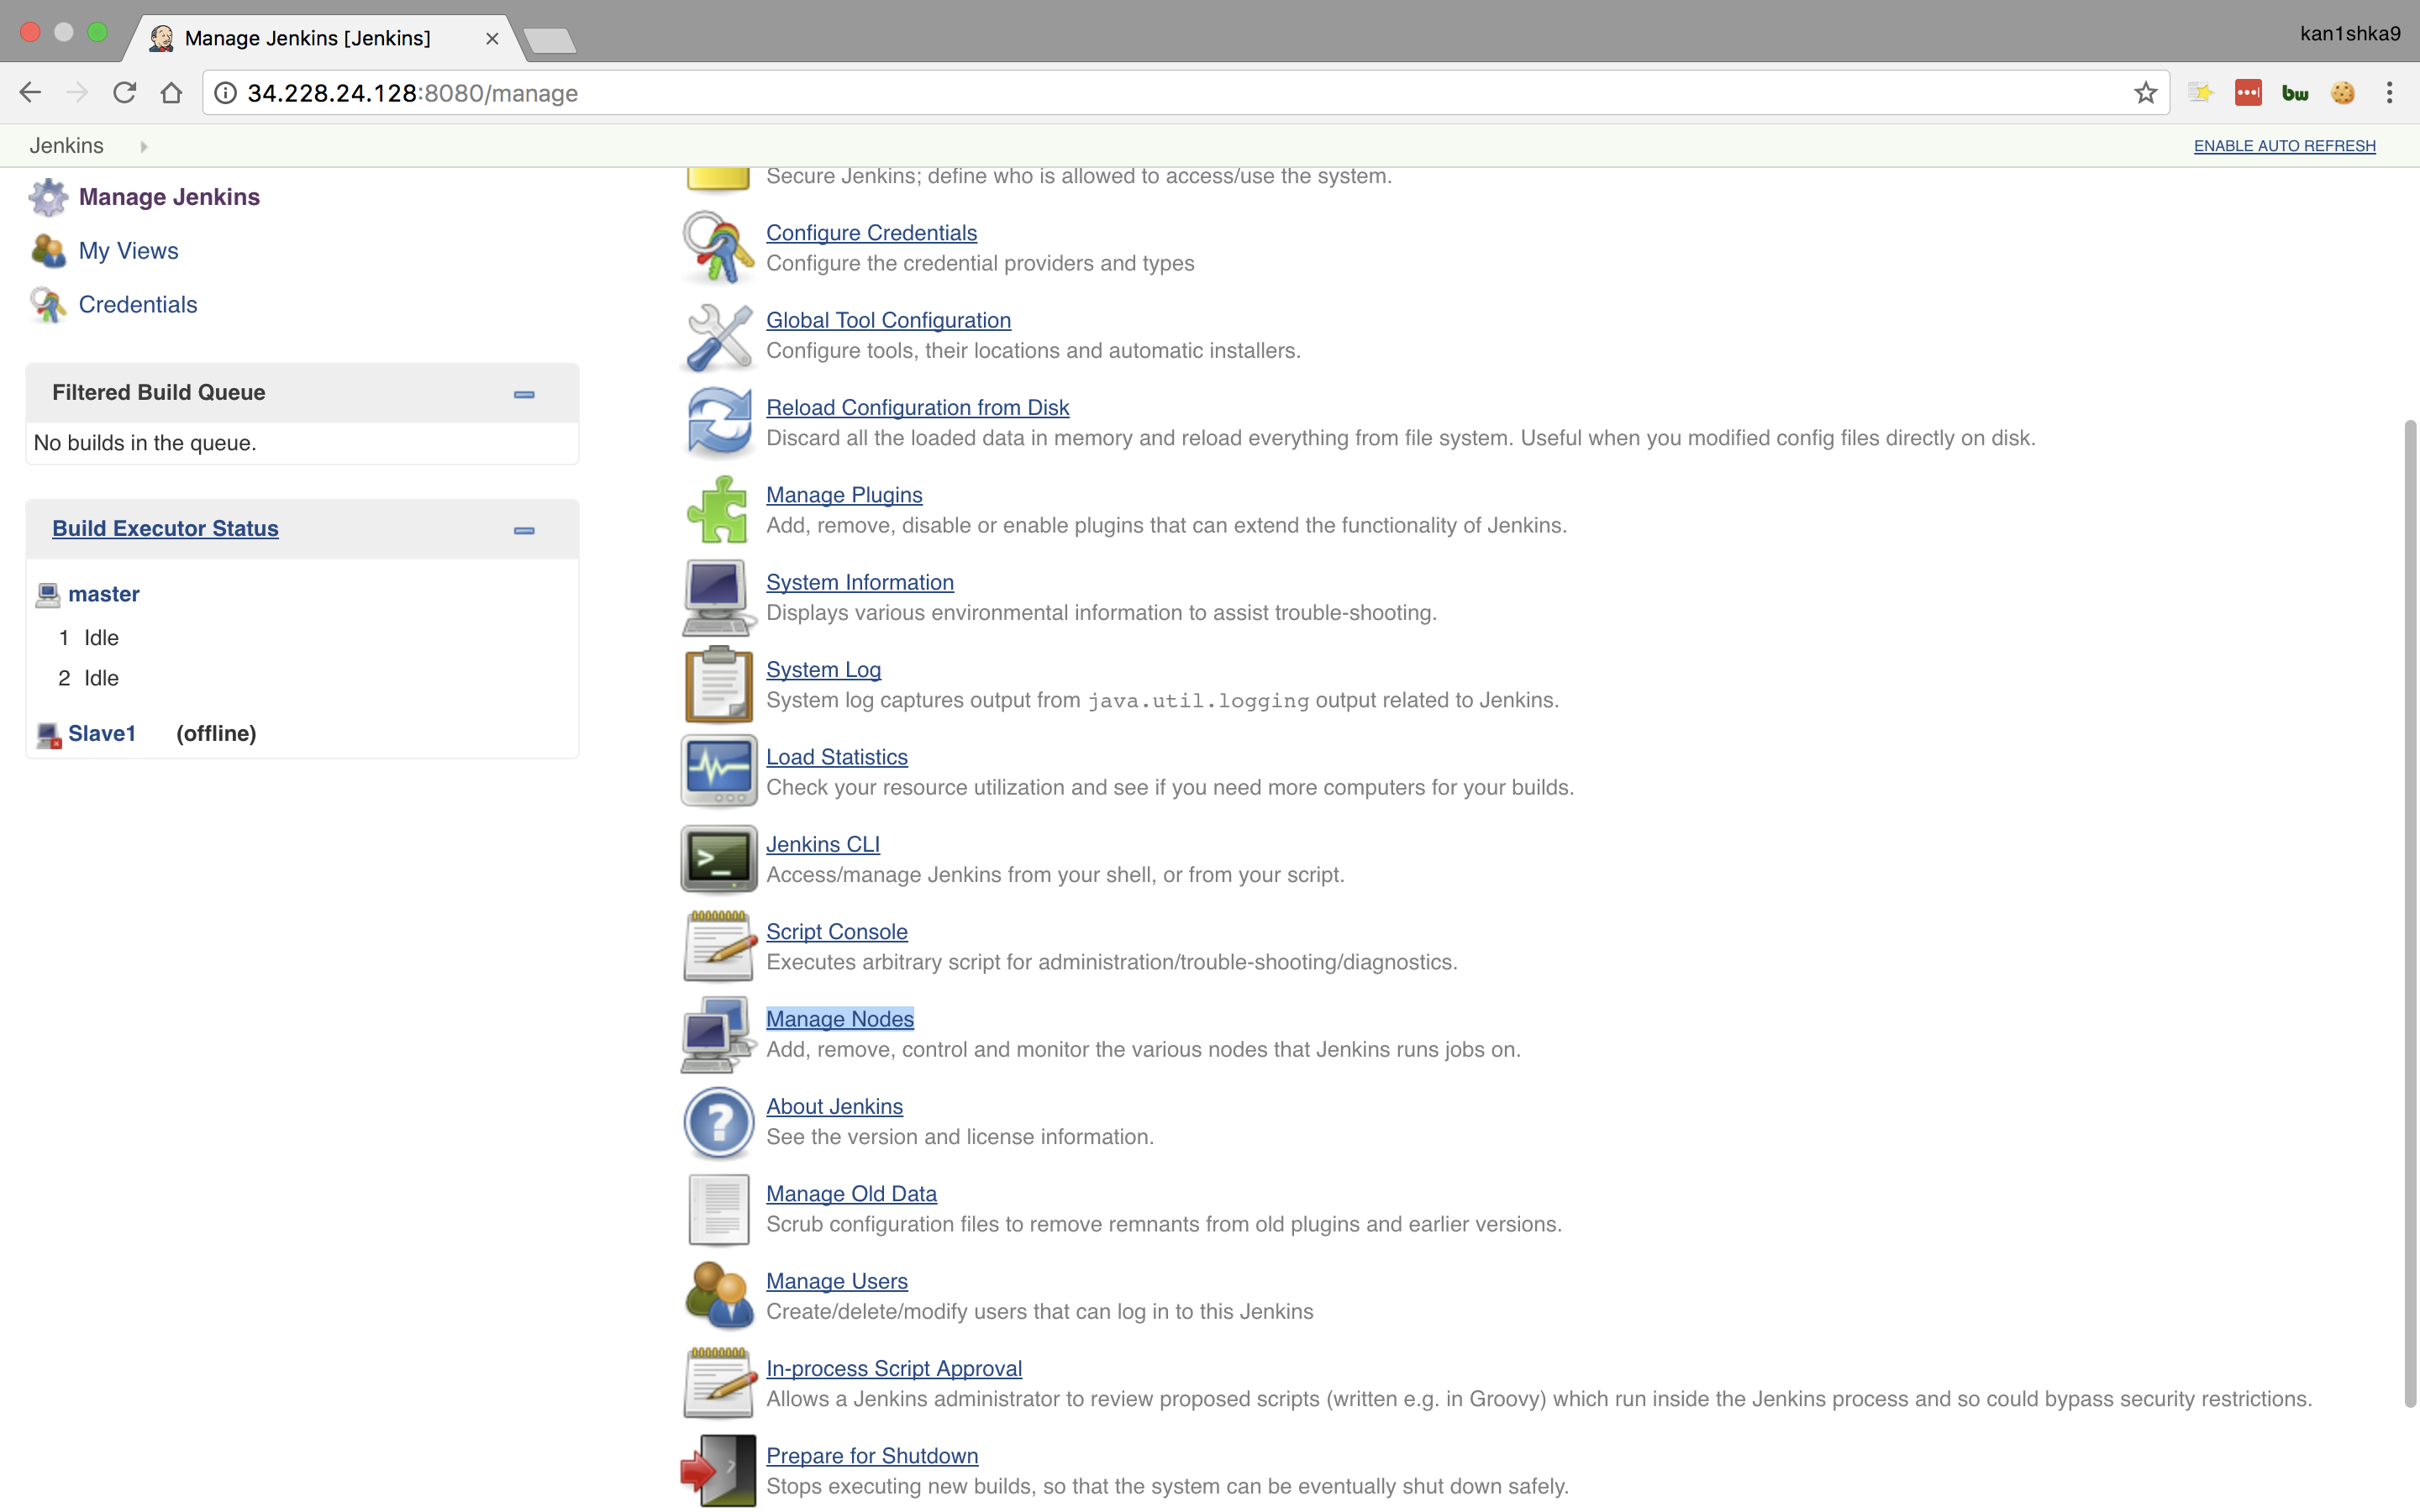 Manage Jenkins [Jenkins]
kan1shka9
34.228.24.128:8080/manage
bw
Jenkins
ENABLE AUTO REFRESH
Manage Jenkins
My Views
Credentials
Filtered Build Queue
No builds in the queue.
Build Executor Status
master
1 Idle
2 Idle
Slave1 (offline)
Secure Jenkins; define who is allowed to access/use the system.
Configure Credentials
Configure the credential providers and types
Global Tool Configuration
Configure tools, their locations and automatic installers.
Reload Configuration from Disk
Discard all the loaded data in memory and reload everything from file system. Useful when you modified config files directly on disk.
Manage Plugins
Add, remove, disable or enable plugins that can extend the functionality of Jenkins.
System Information
Displays various environmental information to assist trouble-shooting.
System Log
System log captures output from java.util.logging output related to Jenkins.
Load Statistics
Check your resource utilization and see if you need more computers for your builds.
Jenkins CLI
Access/manage Jenkins from your shell, or from your script.
Script Console
Executes arbitrary script for administration/trouble-shooting/diagnostics.
Manage Nodes
Add, remove, control and monitor the various nodes that Jenkins runs jobs on.
About Jenkins
See the version and license information.
Manage Old Data
Scrub configuration files to remove remnants from old plugins and earlier versions.
Manage Users
Create/delete/modify users that can log in to this Jenkins
In-process Script Approval
Allows a Jenkins administrator to review proposed scripts (written e.g. in Groovy) which run inside the Jenkins process and so could bypass security restrictions.
Prepare for Shutdown
Stops executing new builds, so that the system can be eventually shut down safely.